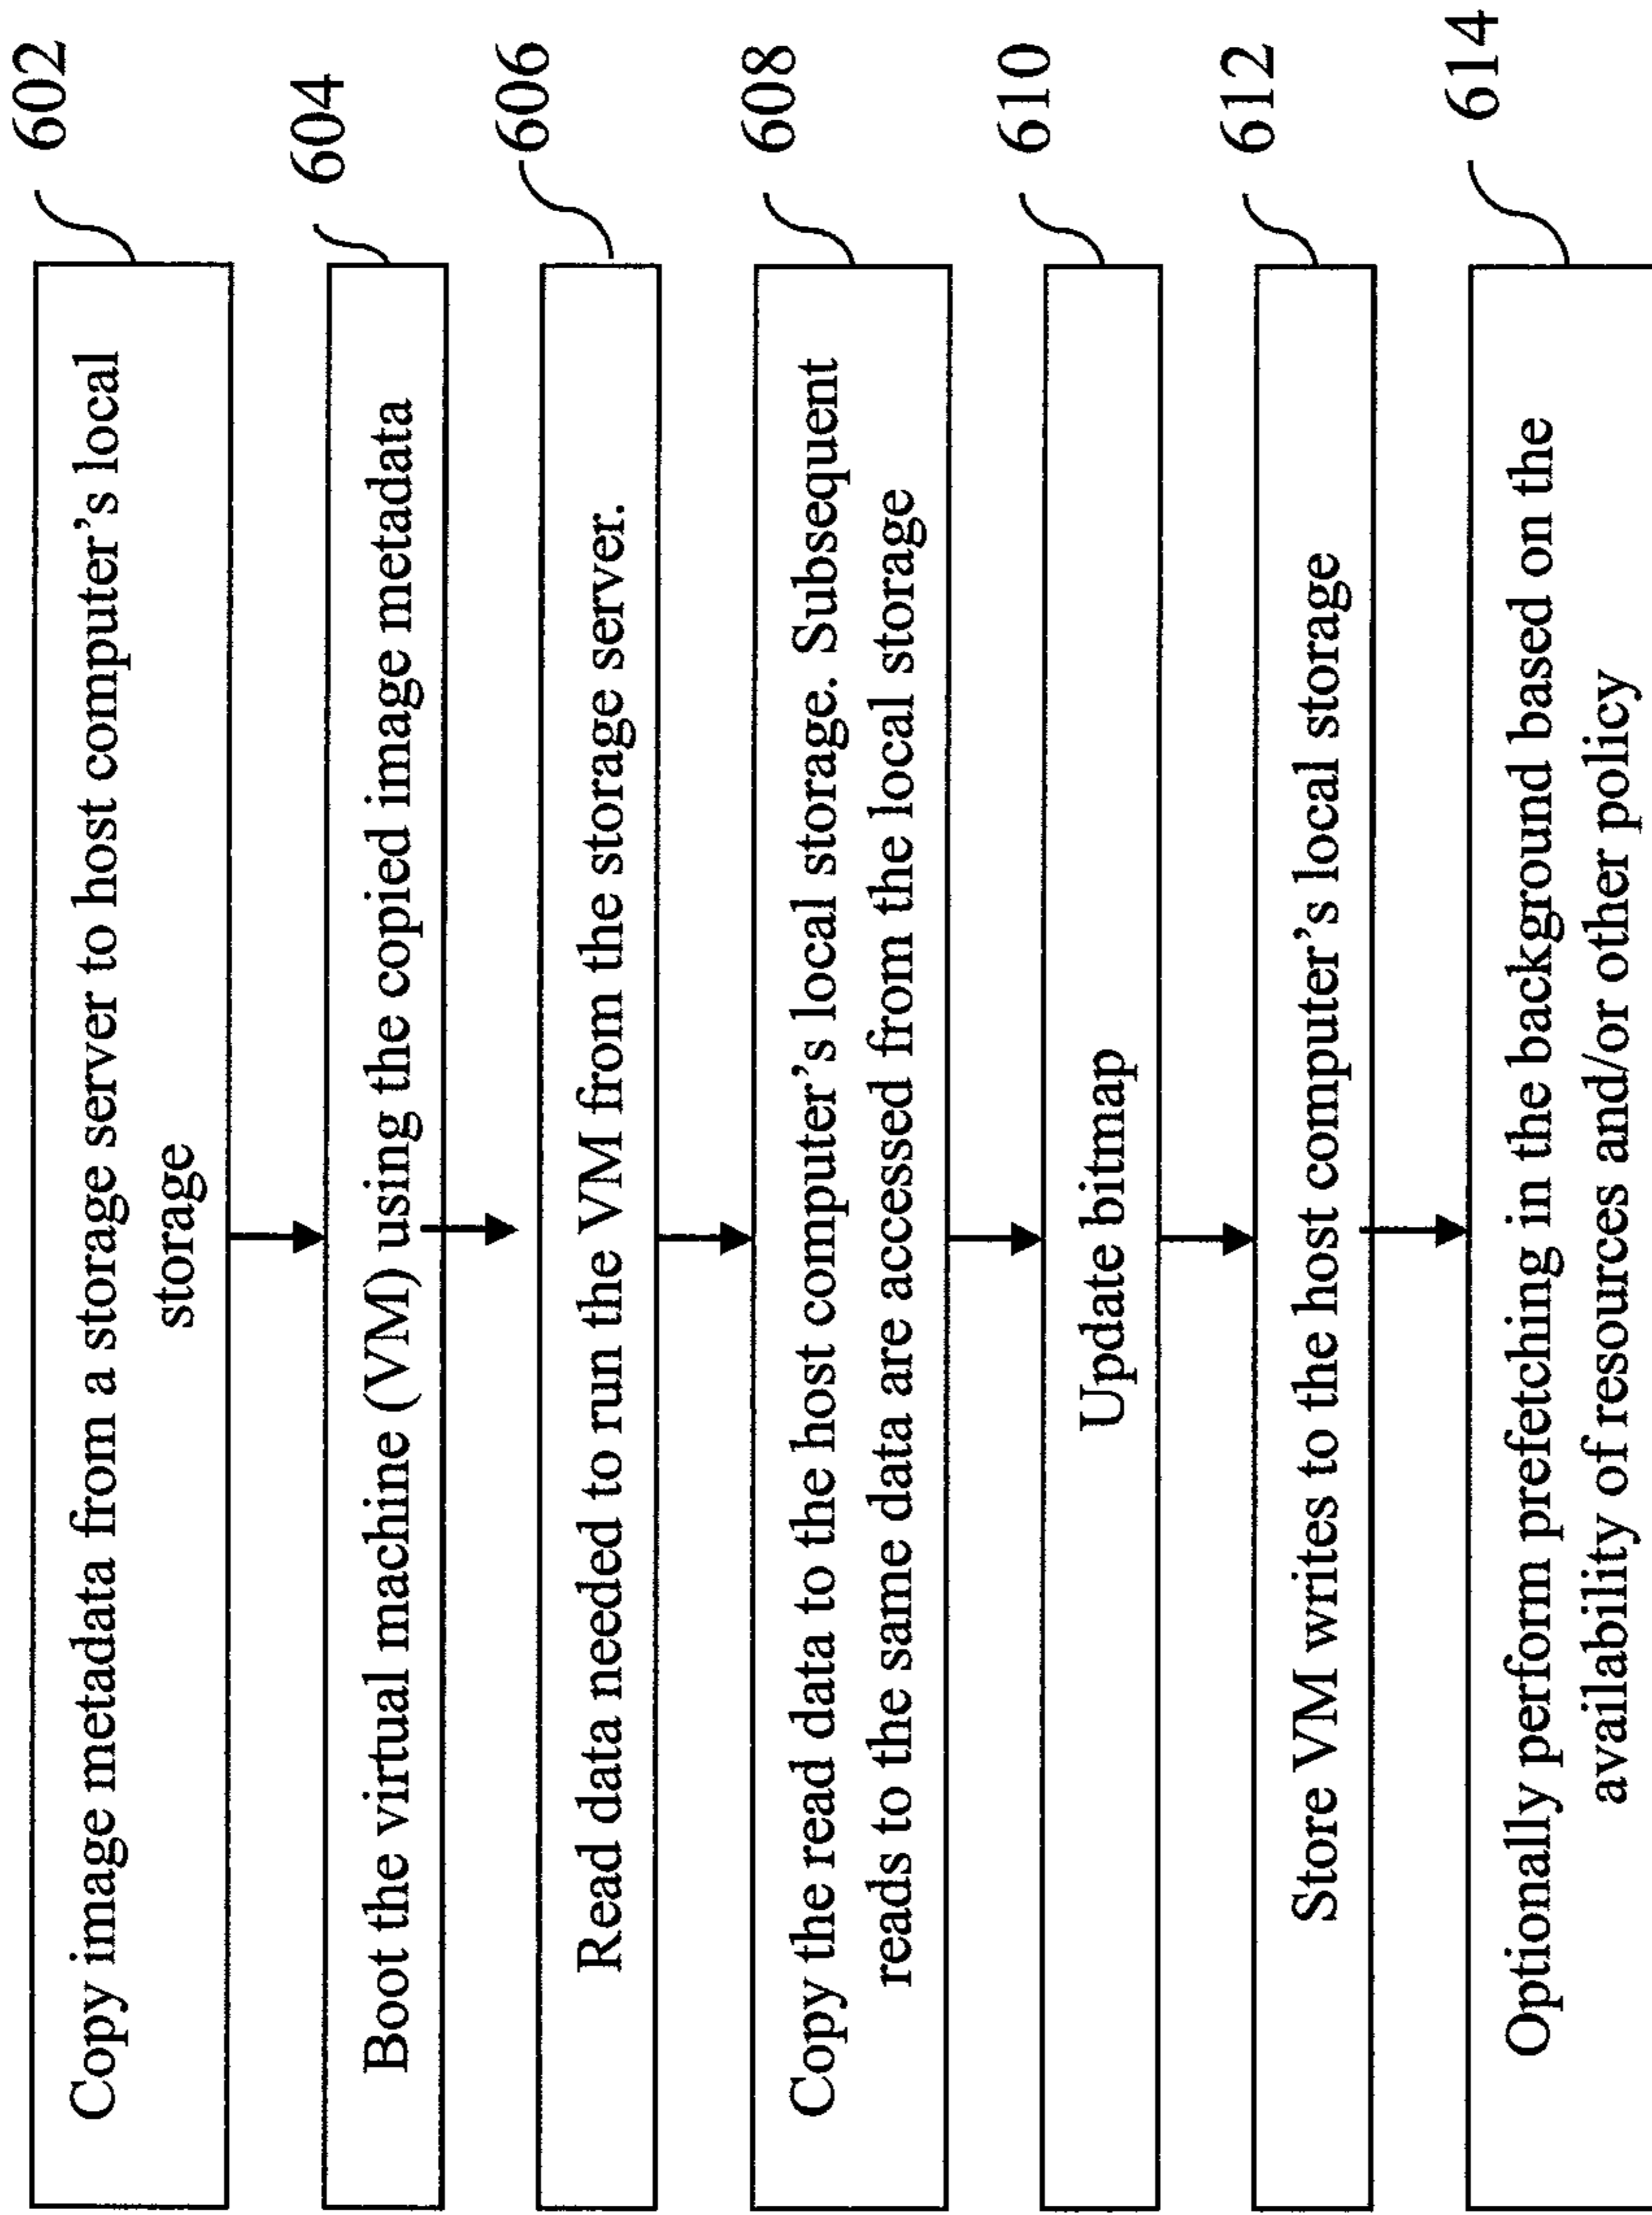 Copy image metadata from a storage server to host computer's local
storage
602
Boot the virtual machine (VM) using the copied image metadata
604
Read data needed to run the VM from the storage server.
606
Copy the read data to the host computer's local storage. Subsequent
reads to the same data are accessed from the local storage
608
Update bitmap
610
Store VM writes to the host computer's local storage
612
Optionally perform prefetching in the background based on the
availability of resources and/or other policy
614